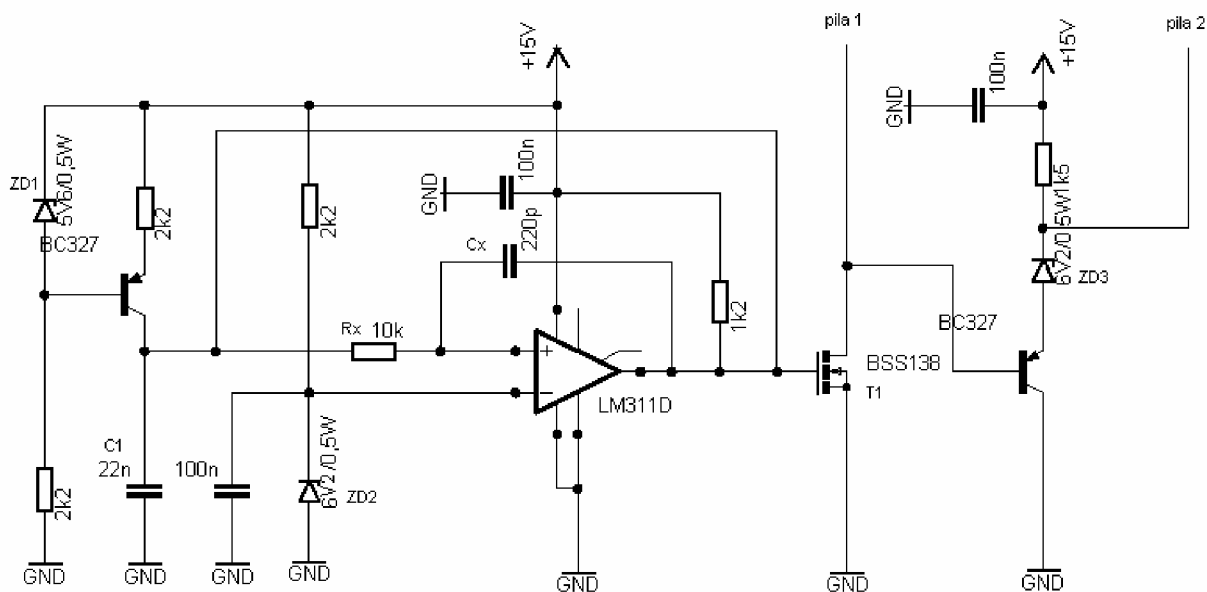 pila 1
pila 2
+15V
+15V
100n
GND
ZD1
5V6/0,5W
2k2
BC327
2k2
GND
100n
Cx
220p
1k2
1k5
6V2/0,5W
ZD3
BC327
Rx 10k
+
−
LM311D
BSS138
T1
C1
22n
100n
6V2/0,5W
ZD2
2k2
GND
GND
GND
GND
GND
GND
GND